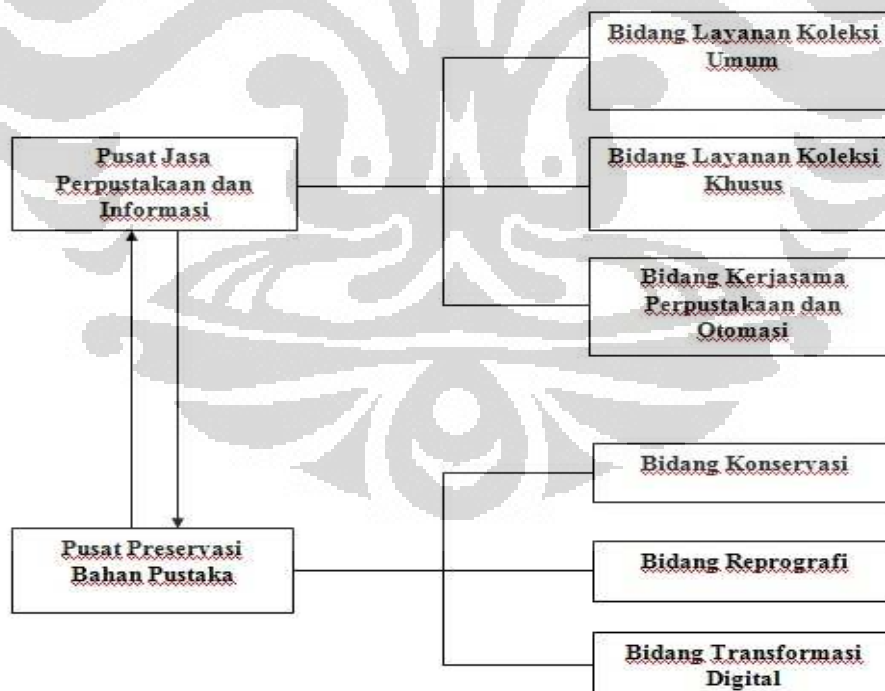 Bidang Layanan Koleksi
Umum
Pusat Jasa
Perpustakaan dan
Informasi
Bidang Layanan Koleksi
Khusus
Bidang Kerjasama
Perpustakaan dan
Otomasi
Bidang Konservasi
Pusat Preservasi
Bahan Pustaka
Bidang Reprografi
Bidang Transformasi
Digital